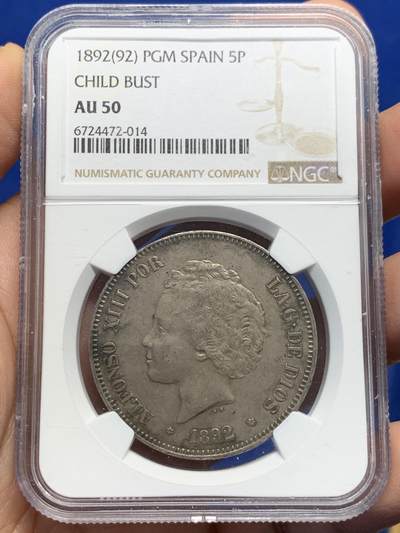 1892(92) PGM SPAIN 5P
CHILD BUST
AU 50
6724472-014
NUMISMATIC GUARANTY COMPANY
NGC
ALFONSO XIII POR
LA G. DE DIOS
1892